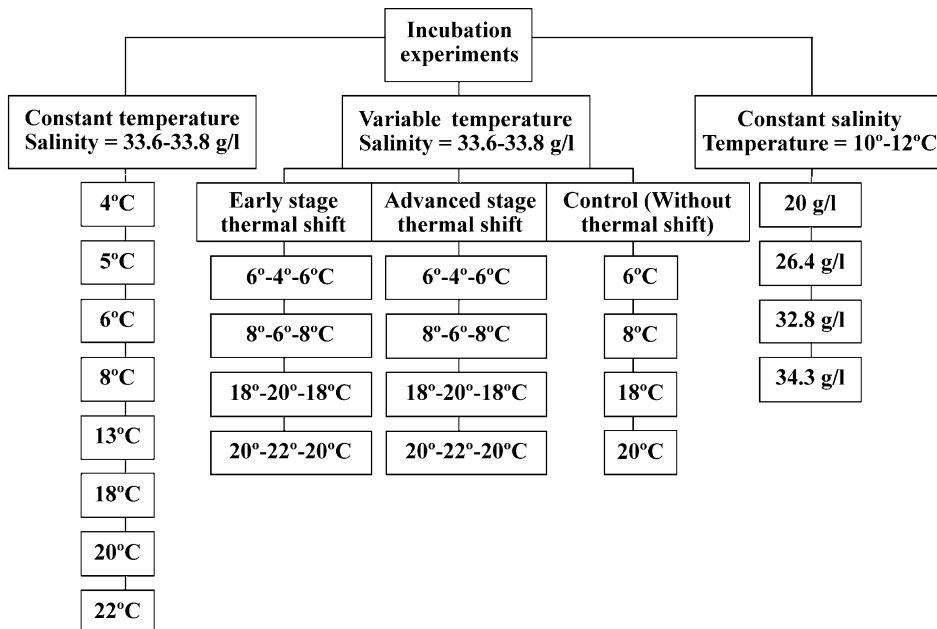 Incubation
experiments
Constant temperature
Salinity = 33.6-33.8 g/l
4ºC
5ºC
6ºC
8ºC
13ºC
18ºC
20ºC
22ºC
Variable temperature
Salinity = 33.6-33.8 g/l
Early stage
thermal shift
6º-4º-6ºC
8º-6º-8ºC
18º-20º-18ºC
20º-22º-20ºC
Advanced stage
thermal shift
6º-4º-6ºC
8º-6º-8ºC
18º-20º-18ºC
20º-22º-20ºC
Control (Without
thermal shift)
6ºC
8ºC
18ºC
20ºC
Constant salinity
Temperature = 10º-12ºC
20 g/l
26.4 g/l
32.8 g/l
34.3 g/l